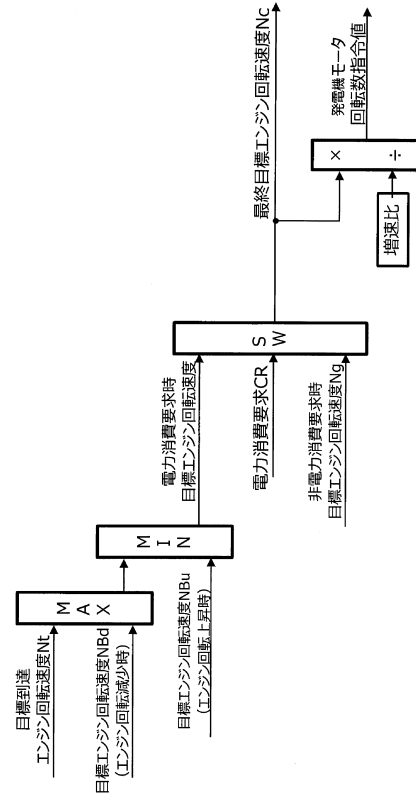 目標到達
エンジン回転速度Nt
目標エンジン回転速度NBd
(エンジン回転減少時)
MAX
目標エンジン回転速度NBu
(エンジン回転上昇時)
MIN
電力消費要求時
目標エンジン回転速度
電力消費要求CR
非電力消費要求時
目標エンジン回転速度Ng
SW
最終目標エンジン回転速度Nc
増速比
×
÷
発電機モータ
回転数指令値